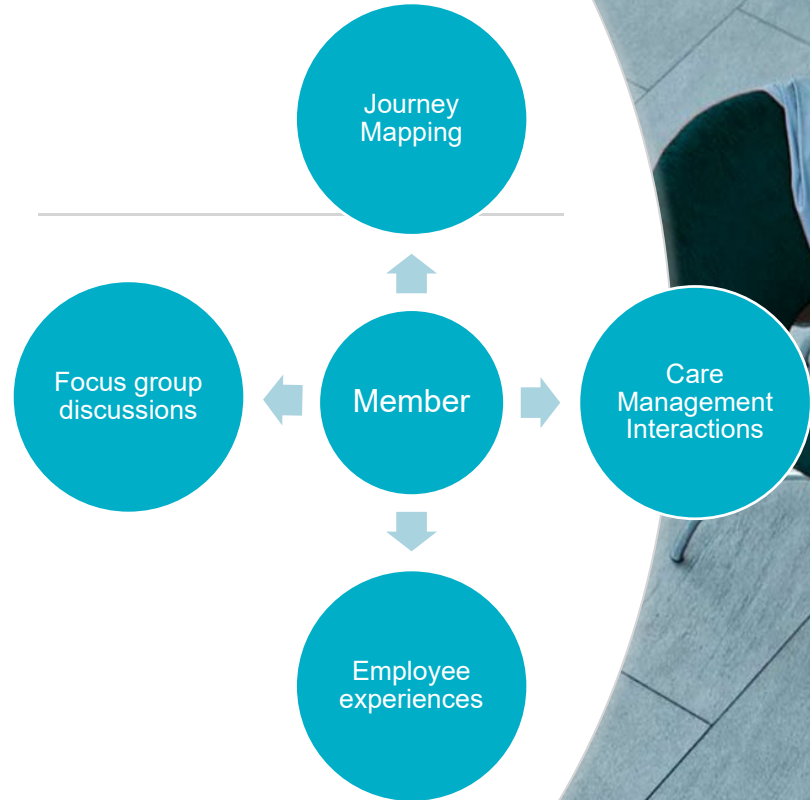 Journey
Mapping
Focus group
discussions
Member
Care
Management
Interactions
Employee
experiences